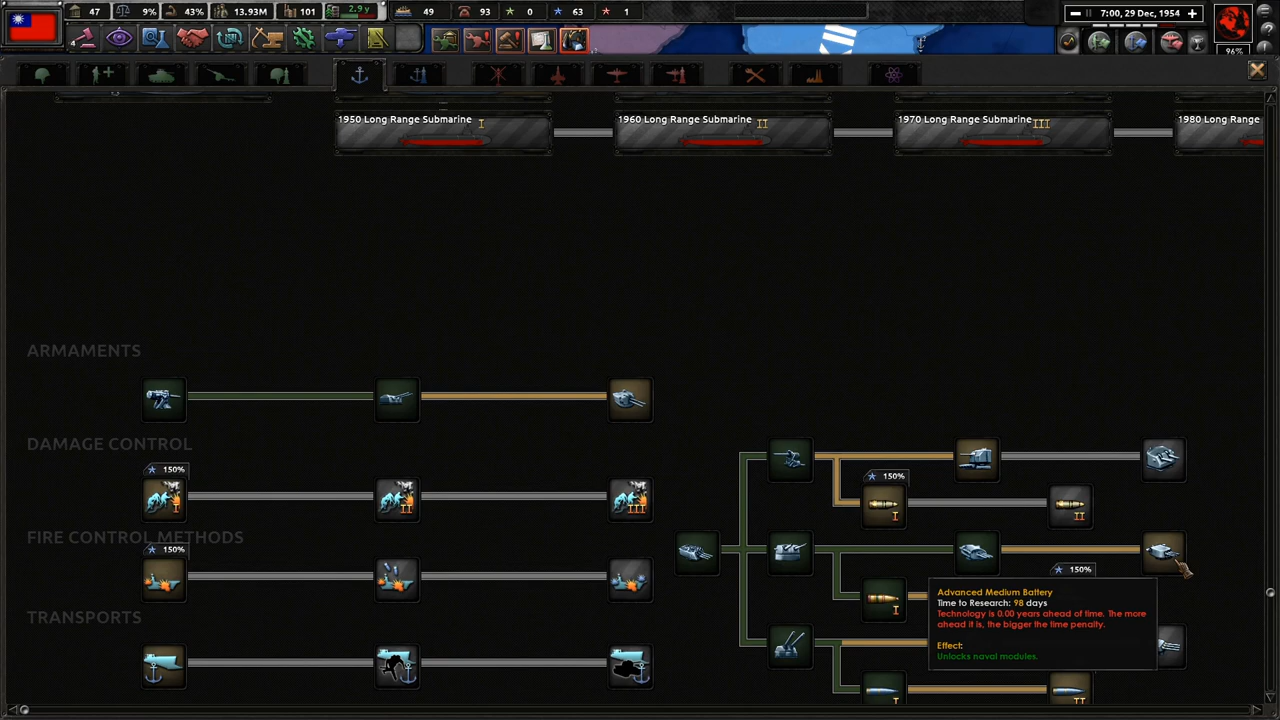 47
9%
43%
13.93M
101
2.9 y
49
93
0
63
1
7:00, 29 Dec, 1954
4
96%
1950 Long Range Submarine
I
1960 Long Range Submarine
II
1970 Long Range Submarine
III
1980 Long Range
ARMAMENTS
DAMAGE CONTROL
150%
I
II
III
150%
I
II
FIRE CONTROL METHODS
150%
150%
I
Advanced Medium Battery
Time to Research: 98 days
Technology is 0.00 years ahead of time. The more
ahead it is, the bigger the time penalty.
Effect:
Unlocks naval modules.
TRANSPORTS
I
II